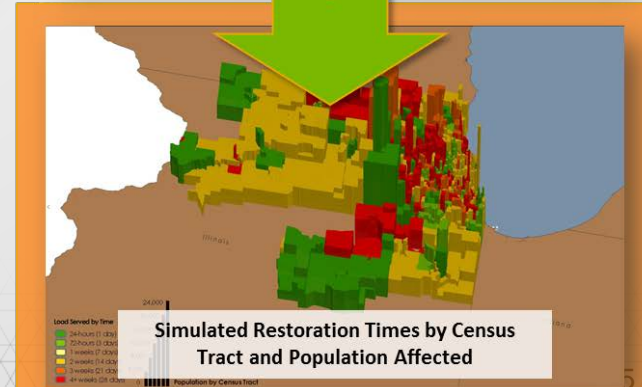 Illinois
24,000
Load Served by Time
24-hours (1 day)
72-hours (3 days)
1 weeks (7 days)
2-weeks (14 day
3-weeks (21 days
4+ weeks (28 days
Population by Census Tract
Simulated Restoration Times by Census
Tract and Population Affected